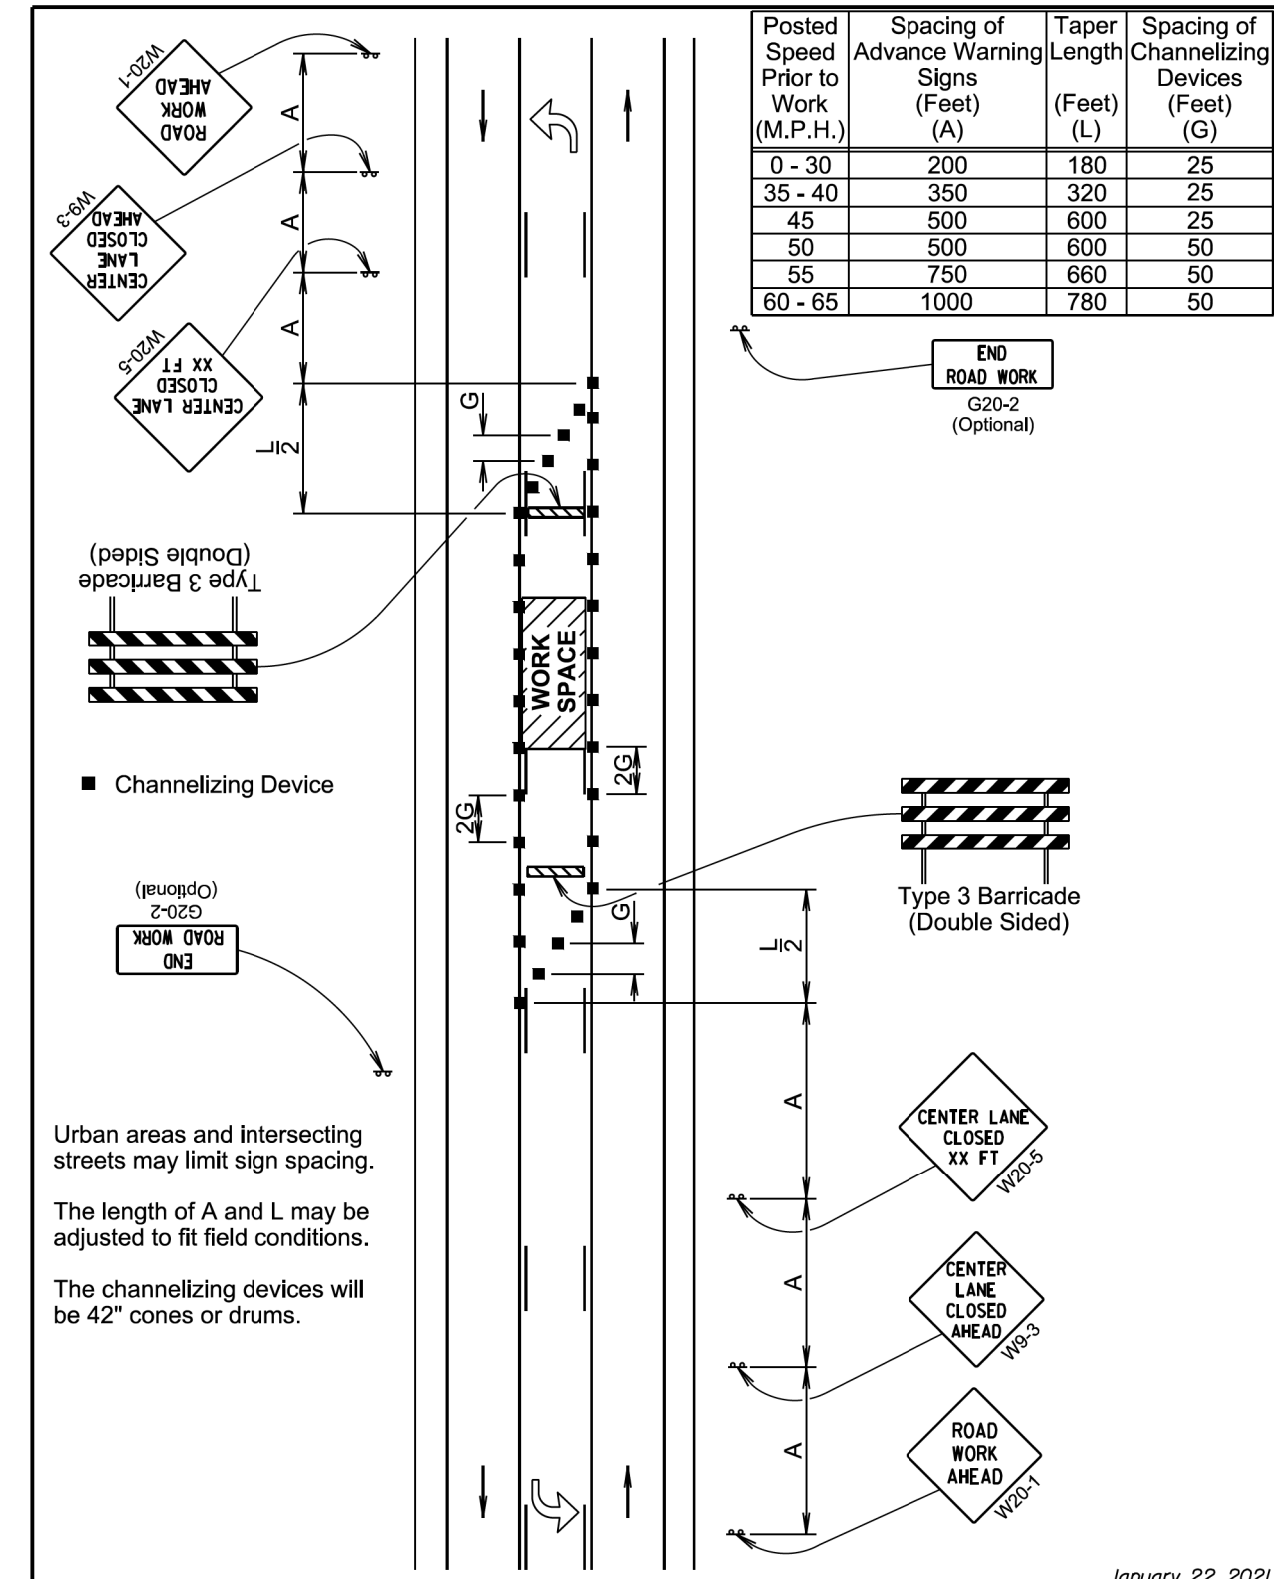 Posted Speed Prior to Work (M.P.H.)
Spacing of Advance Warning Signs (Feet) (A)
Taper Length (Feet) (L)
Spacing of Channelizing Devices (Feet) (G)
0 - 30 200 180 25
35 - 40 350 320 25
45 500 600 25
50 500 600 50
55 750 660 50
60 - 65 1000 780 50
ROAD
WORK
AHEAD
W20-1
A
CENTER
LANE
CLOSED
AHEAD
W9-3
A
CENTER LANE
CLOSED
XX FT
W20-5
A
L
2
G
END
ROAD WORK
G20-2
(Optional)
Type 3 Barricade
(Double Sided)
WORK
SPACE
2G
2G
■ Channelizing Device
Type 3 Barricade
(Double Sided)
END
ROAD WORK
G20-2
(Optional)
G
L
2
A
CENTER LANE
CLOSED
XX FT
W20-5
A
CENTER
LANE
CLOSED
AHEAD
W9-3
A
ROAD
WORK
AHEAD
W20-1
Urban areas and intersecting
streets may limit sign spacing.
The length of A and L may be
adjusted to fit field conditions.
The channelizing devices will
be 42" cones or drums.
January 22, 2021